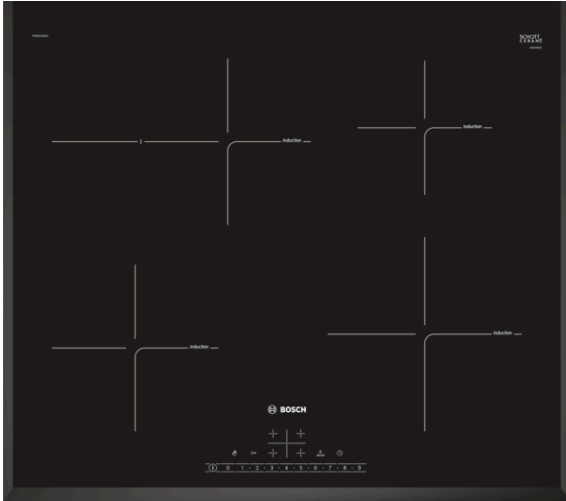 SCHOTT
CERAN®
induction
induction
induction
induction
BOSCH
0 · 1 · 2 · 3 · 4 · 5 · 6 · 7 · 8 · 9